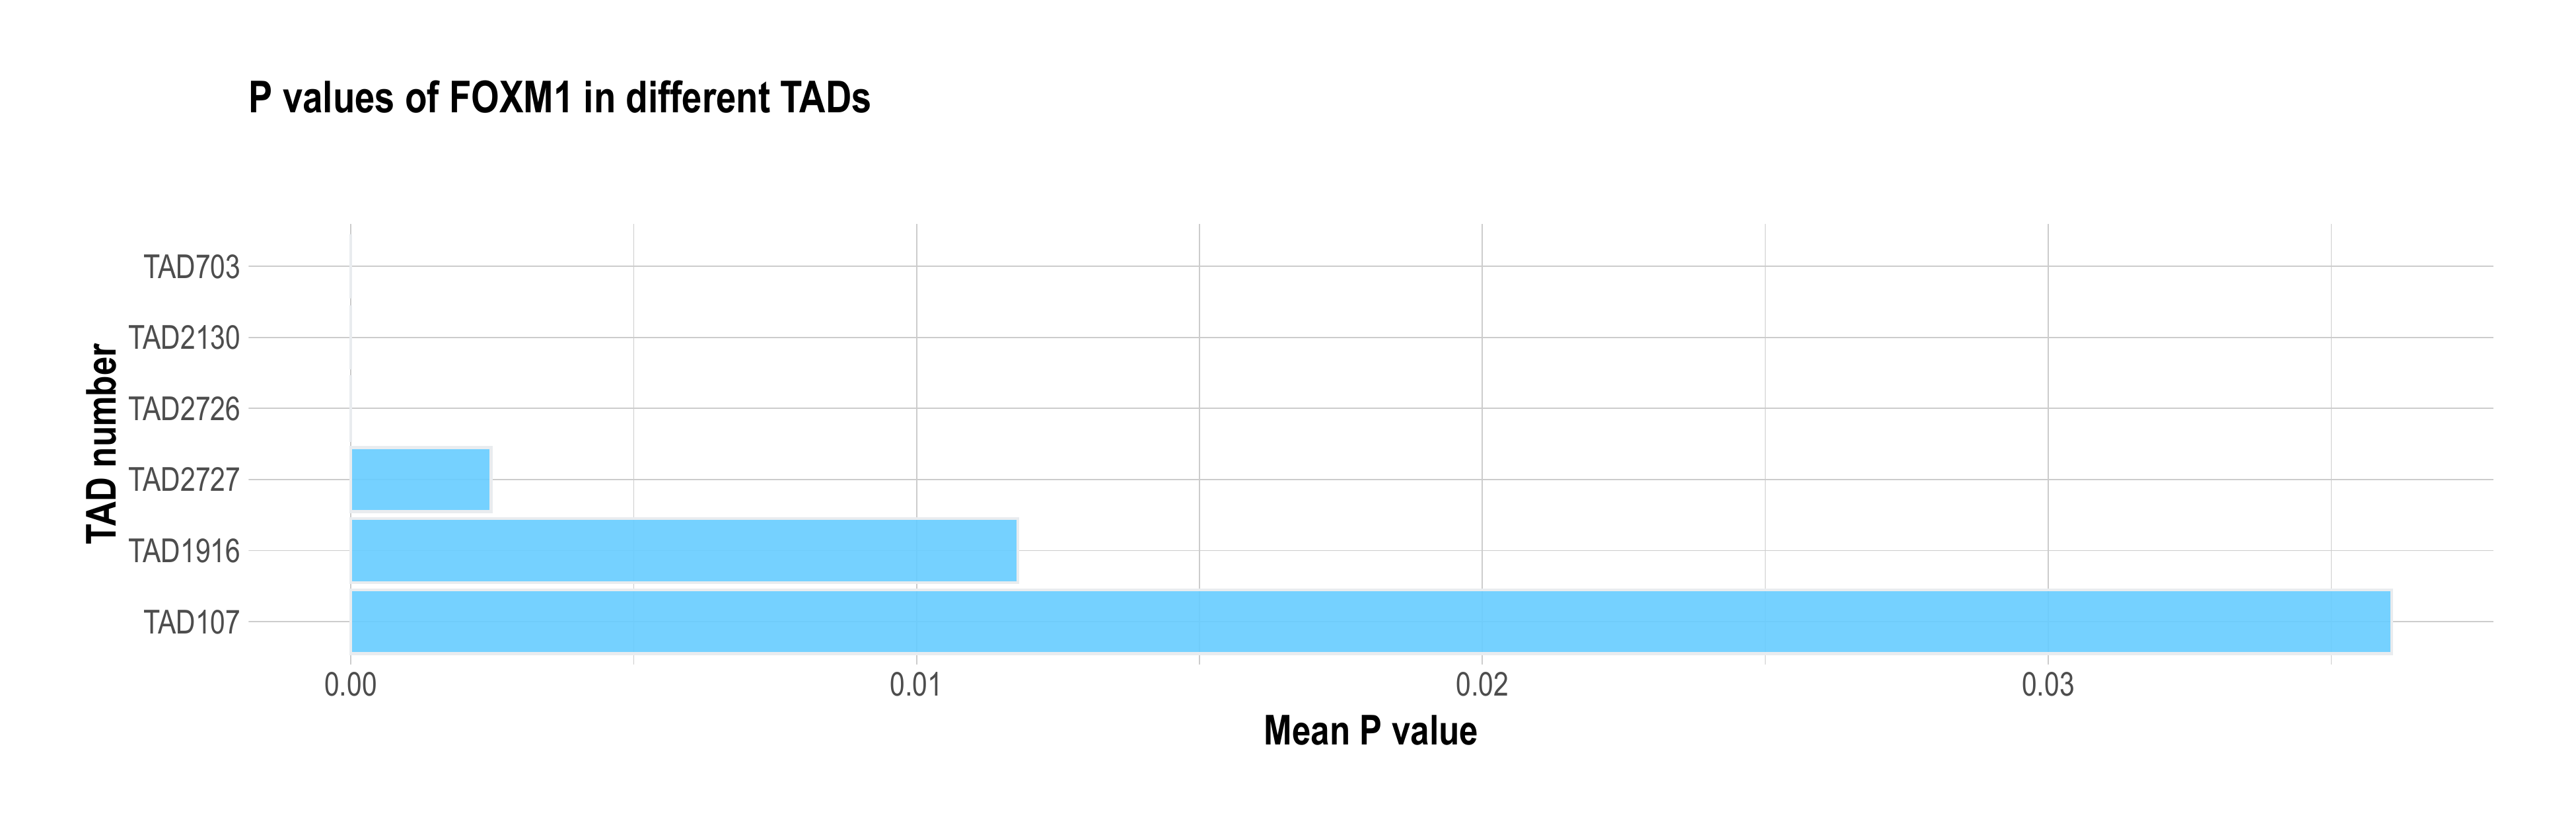 P values of FOXM1 in different TADs
TAD number
TAD703
TAD2130
TAD2726
TAD2727
TAD1916
TAD107
0.00 0.01 0.02 0.03
Mean P value